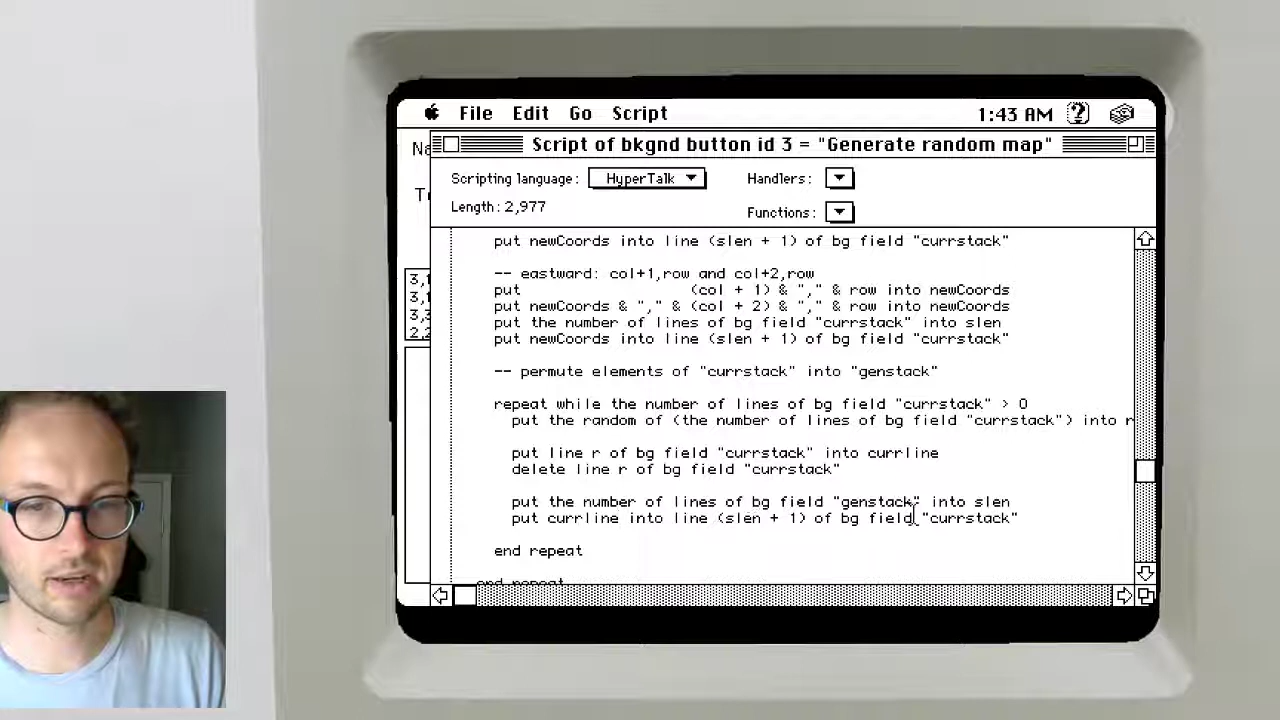 File Edit Go Script 1:43 AM
Script of bkgnd button id 3 = "Generate random map"
Scripting language: HyperTalk Handlers:
Length: 2,977
Functions:
put newCoords into line (slen + 1) of bg field "currstack"
-- eastward: col+1,row and col+2,row
put (col + 1) & "," & row into newCoords
put newCoords & "," & (col + 2) & "," & row into newCoords
put the number of lines of bg field "currstack" into slen
put newCoords into line (slen + 1) of bg field "currstack"
-- permute elements of "currstack" into "genstack"
repeat while the number of lines of bg field "currstack" > 0
put the random of (the number of lines of bg field "currstack") into r
put line r of bg field "currstack" into currline
delete line r of bg field "currstack"
put the number of lines of bg field "genstack" into slen
put currline into line (slen + 1) of bg field "currstack"
end repeat
end repeat